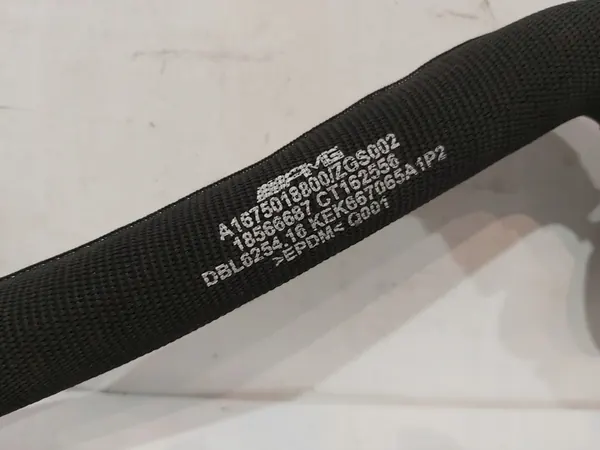 AMG
A1675018800/ZGS002
18566687 CT162556
DBL6254.16 KEK667065A1P2
>EPDM< Q001